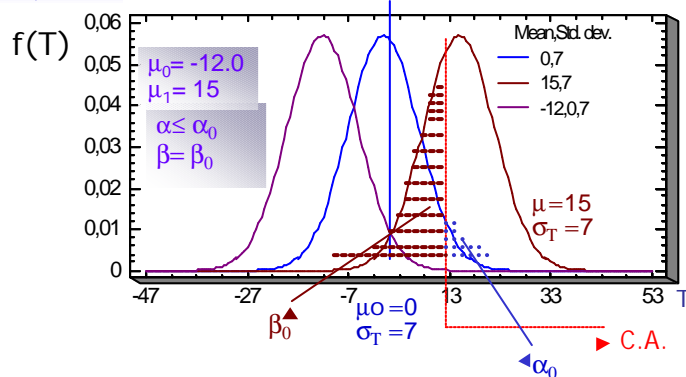 f(T)
0,06
0,05
0,04
0,03
0,02
0,01
0
μ₀= -12.0
μ₁= 15
α≤ α₀
β= β₀
Mean,Std. dev.
0,7
15,7
-12,0,7
μ=15
σ_T =7
-47
-27
-7
13
33
53
T
β₀
μo =0
σ_T =7
C.A.
α₀